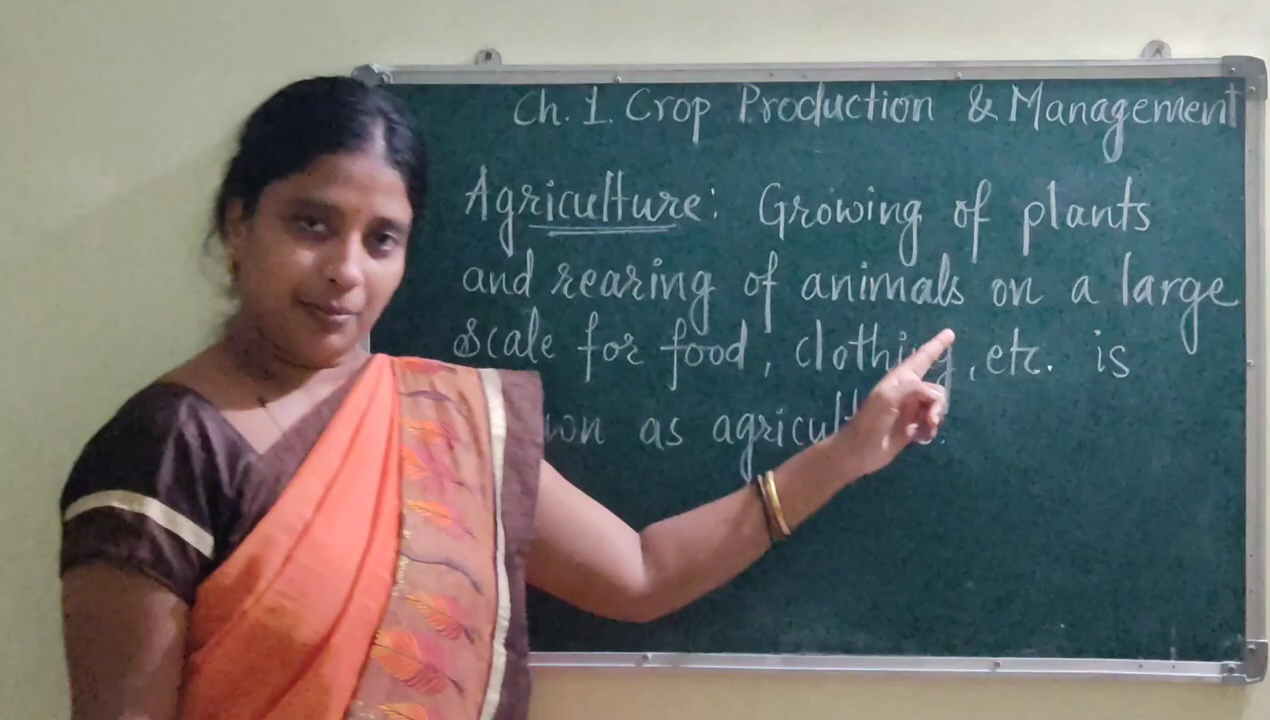 Ch. 1. Crop Production & Management
Agriculture: Growing of plants
and rearing of animals on a large
scale for food, clothing, etc. is
as